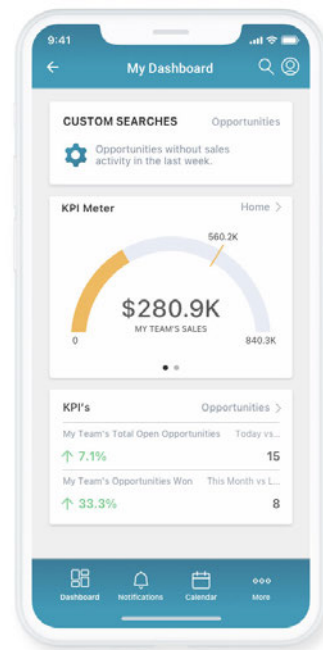 9:41
My Dashboard
CUSTOM SEARCHES Opportunities
Opportunities without sales
activity in the last week.
KPI Meter Home >
560.2K
$280.9K
MY TEAM'S SALES
0 840.3K
KPI's Opportunities >
My Team's Total Open Opportunities Today vs...
↑ 7.1% 15
My Team's Opportunities Won This Month vs L...
↑ 33.3% 8
Dashboard Notifications Calendar More